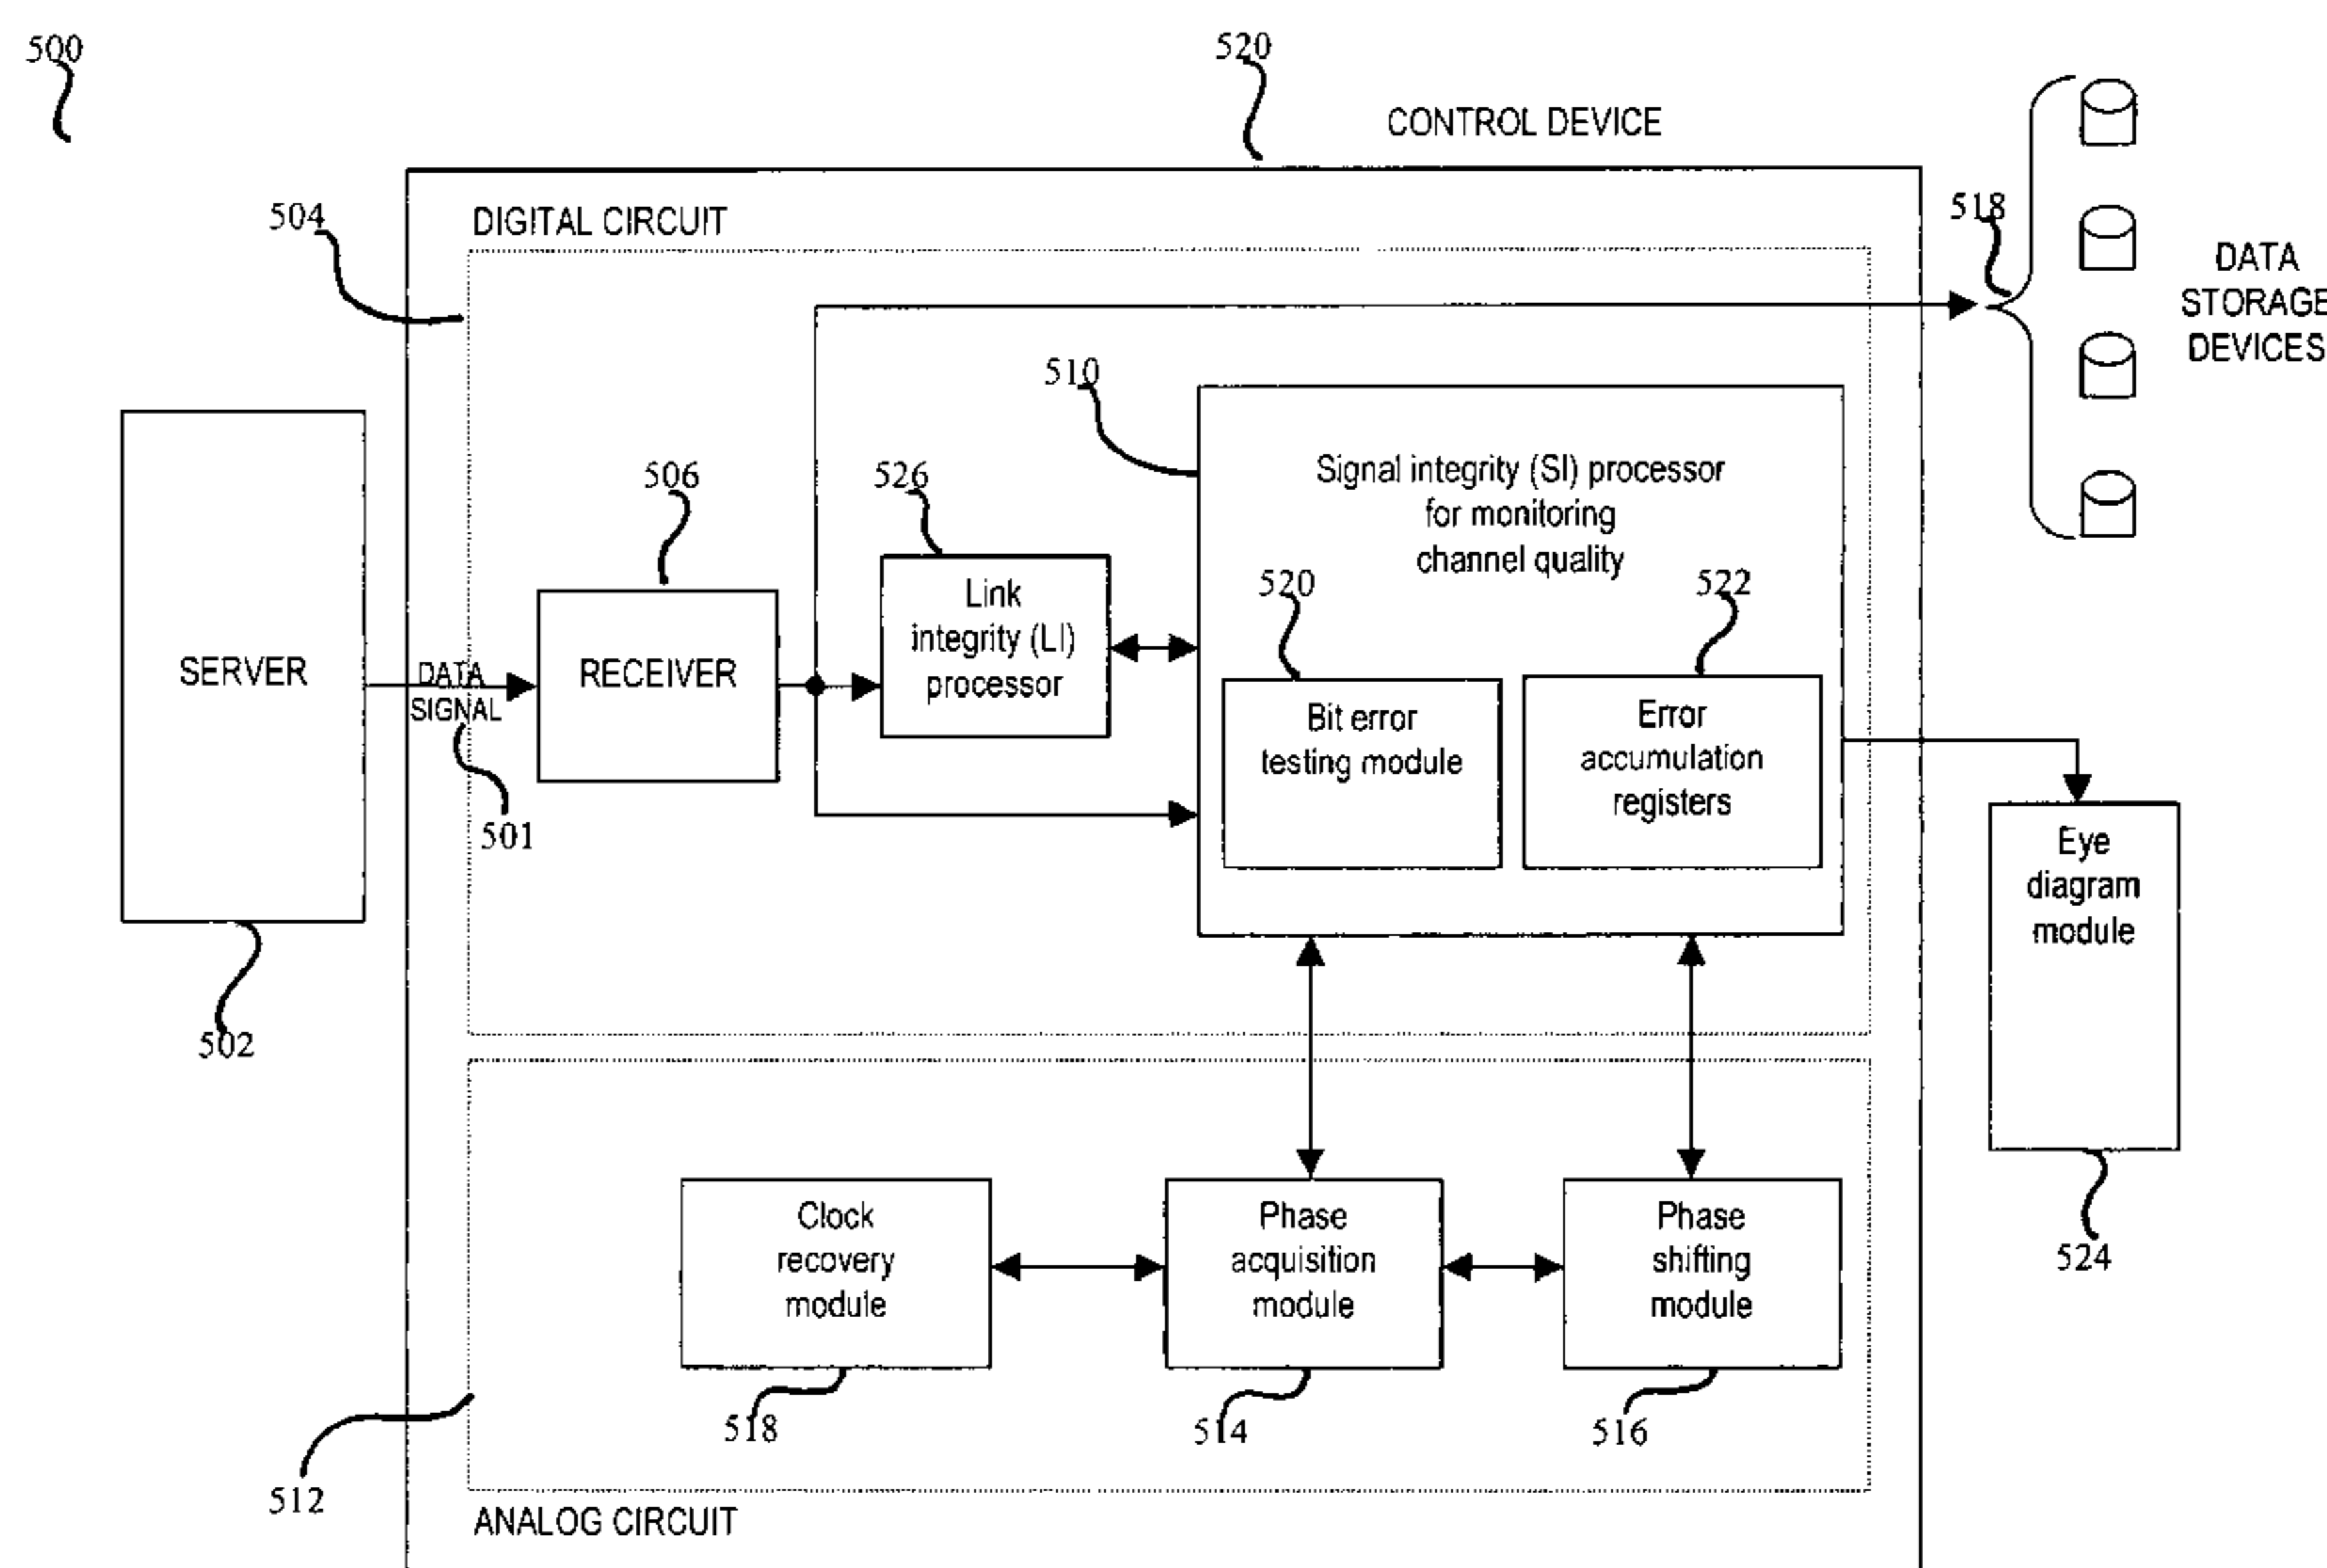 500
520
CONTROL DEVICE
504
DIGITAL CIRCUIT
518
DATA
STORAGE
DEVICES
510
506
526
Signal integrity (SI) processor
for monitoring
channel quality
Link
integrity (LI)
processor
520
522
SERVER
DATA
SIGNAL
501
RECEIVER
Bit error
testing module
Error
accumulation
registers
Eye
diagram
module
502
524
Clock
recovery
module
Phase
acquisition
module
Phase
shifting
module
518
514
516
512
ANALOG CIRCUIT